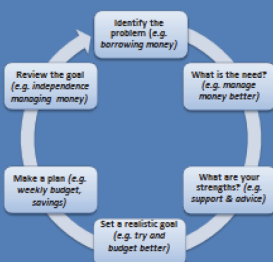 Identify the
problem (e.g.
borrowing money)
What is the need?
(e.g. manage
money better)
What are your
strengths? (e.g.
support & advice)
Set a realistic goal
(e.g. try and
budget better)
Make a plan (e.g.
weekly budget,
savings)
Review the goal
(e.g. independence
managing money)